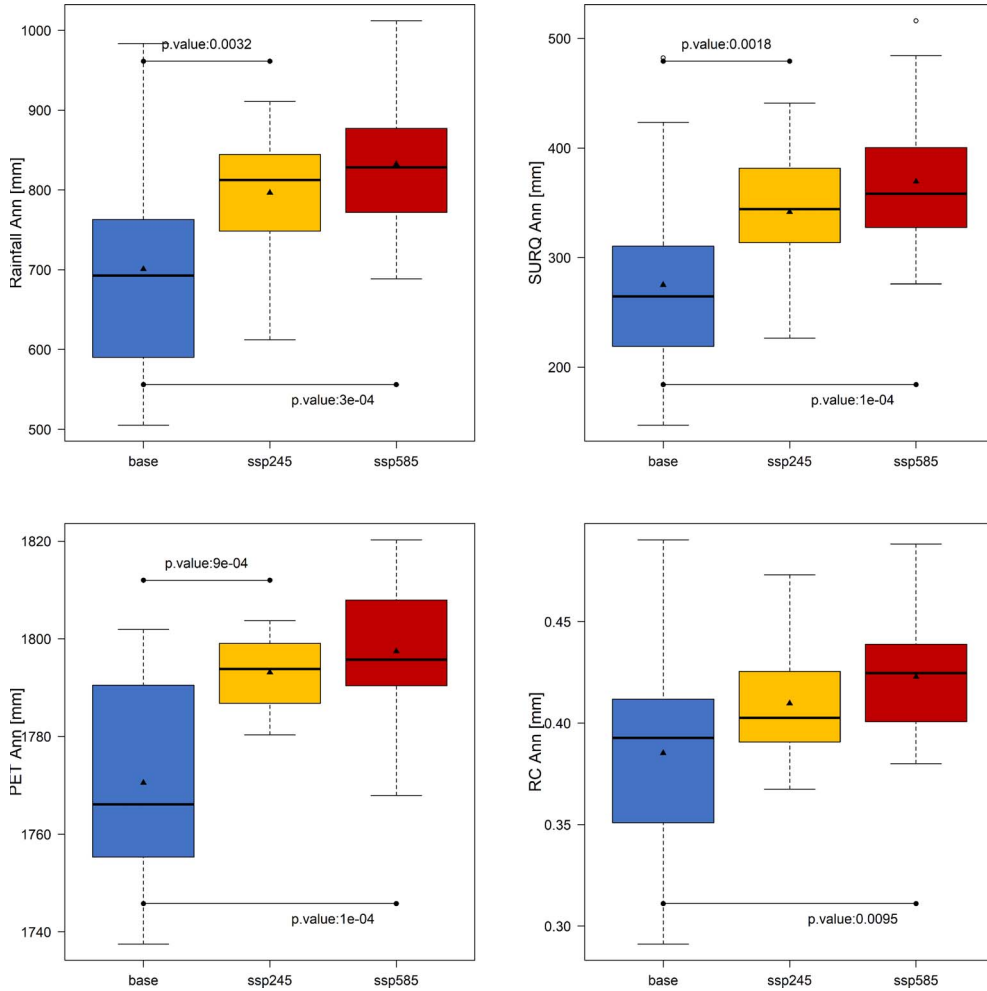 1000
900
800
700
600
500
Rainfall Ann [mm]
p.value:0.0032
p.value:3e-04
base ssp245 ssp585
500
400
300
200
SURQ Ann [mm]
p.value:0.0018
p.value:1e-04
base ssp245 ssp585
1820
1800
1780
1760
1740
PET Ann [mm]
p.value:9e-04
p.value:1e-04
base ssp245 ssp585
0.45
0.40
0.35
0.30
RC Ann [mm]
p.value:0.0095
base ssp245 ssp585